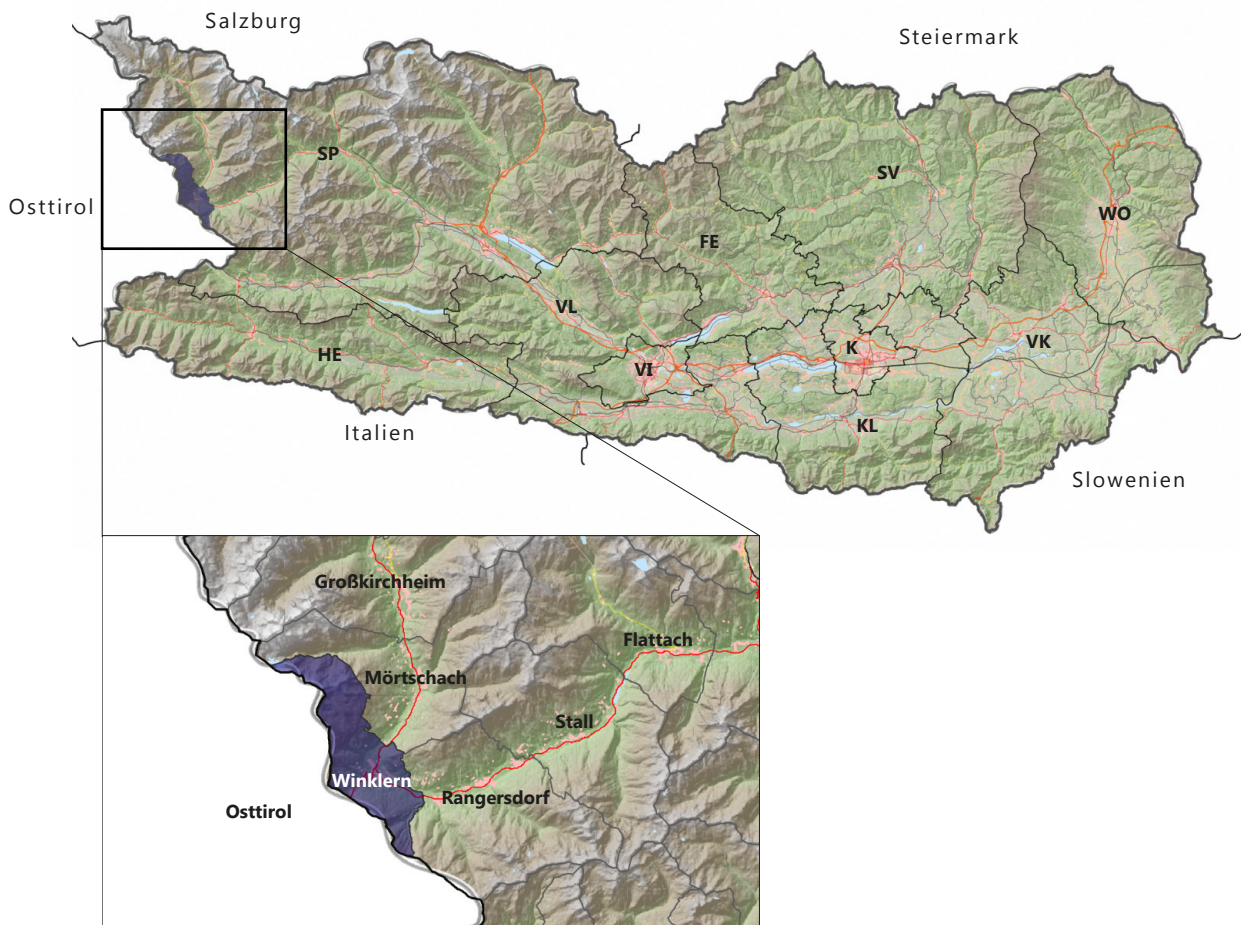 Salzburg
Steiermark
Osttirol
SP
SV
WO
FE
VL
HE
VI
K
VK
KL
Italien
Slowenien
Großkirchheim
Flattach
Mörtschach
Stall
Winklern
Rangersdorf
Osttirol